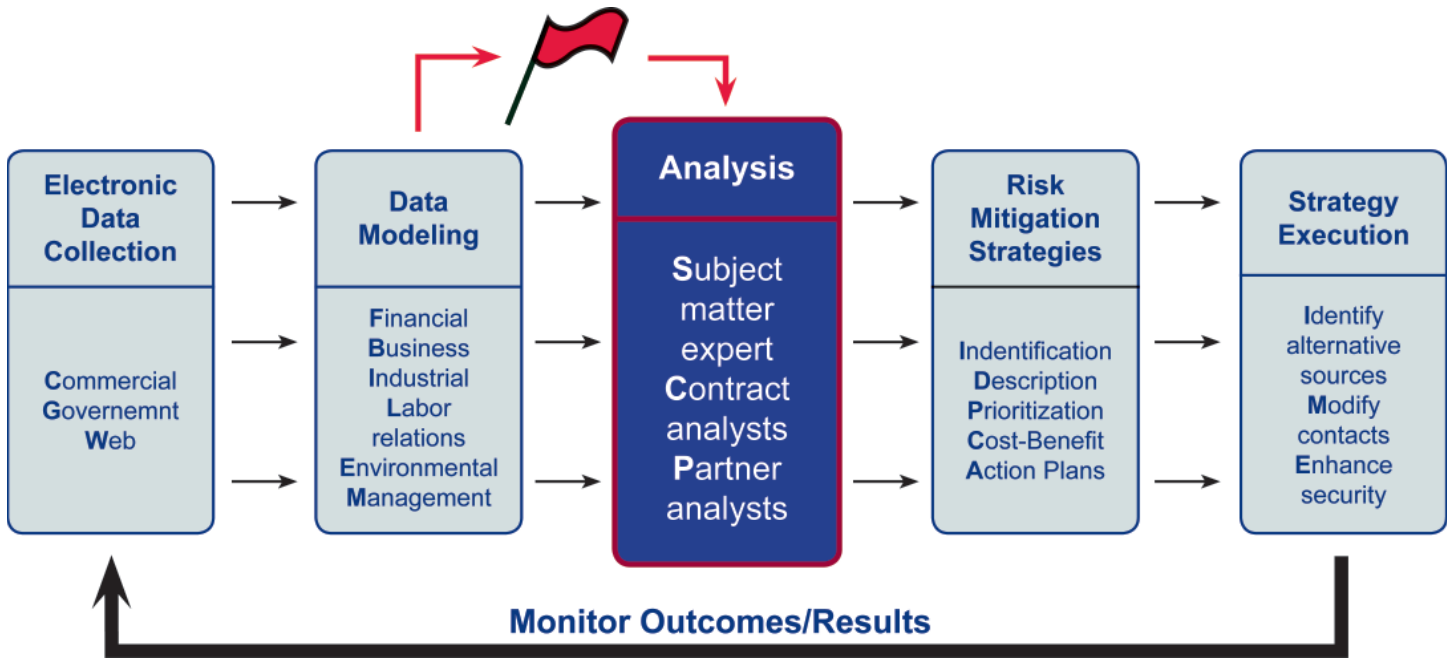 Electronic
Data
Collection
Commercial
Governemnt
Web
Data
Modeling
Financial
Business
Industrial
Labor
relations
Environmental
Management
Analysis
Subject
matter
expert
Contract
analysts
Partner
analysts
Risk
Mitigation
Strategies
Indentification
Description
Prioritization
Cost-Benefit
Action Plans
Strategy
Execution
Identify
alternative
sources
Modify
contacts
Enhance
security
Monitor Outcomes/Results